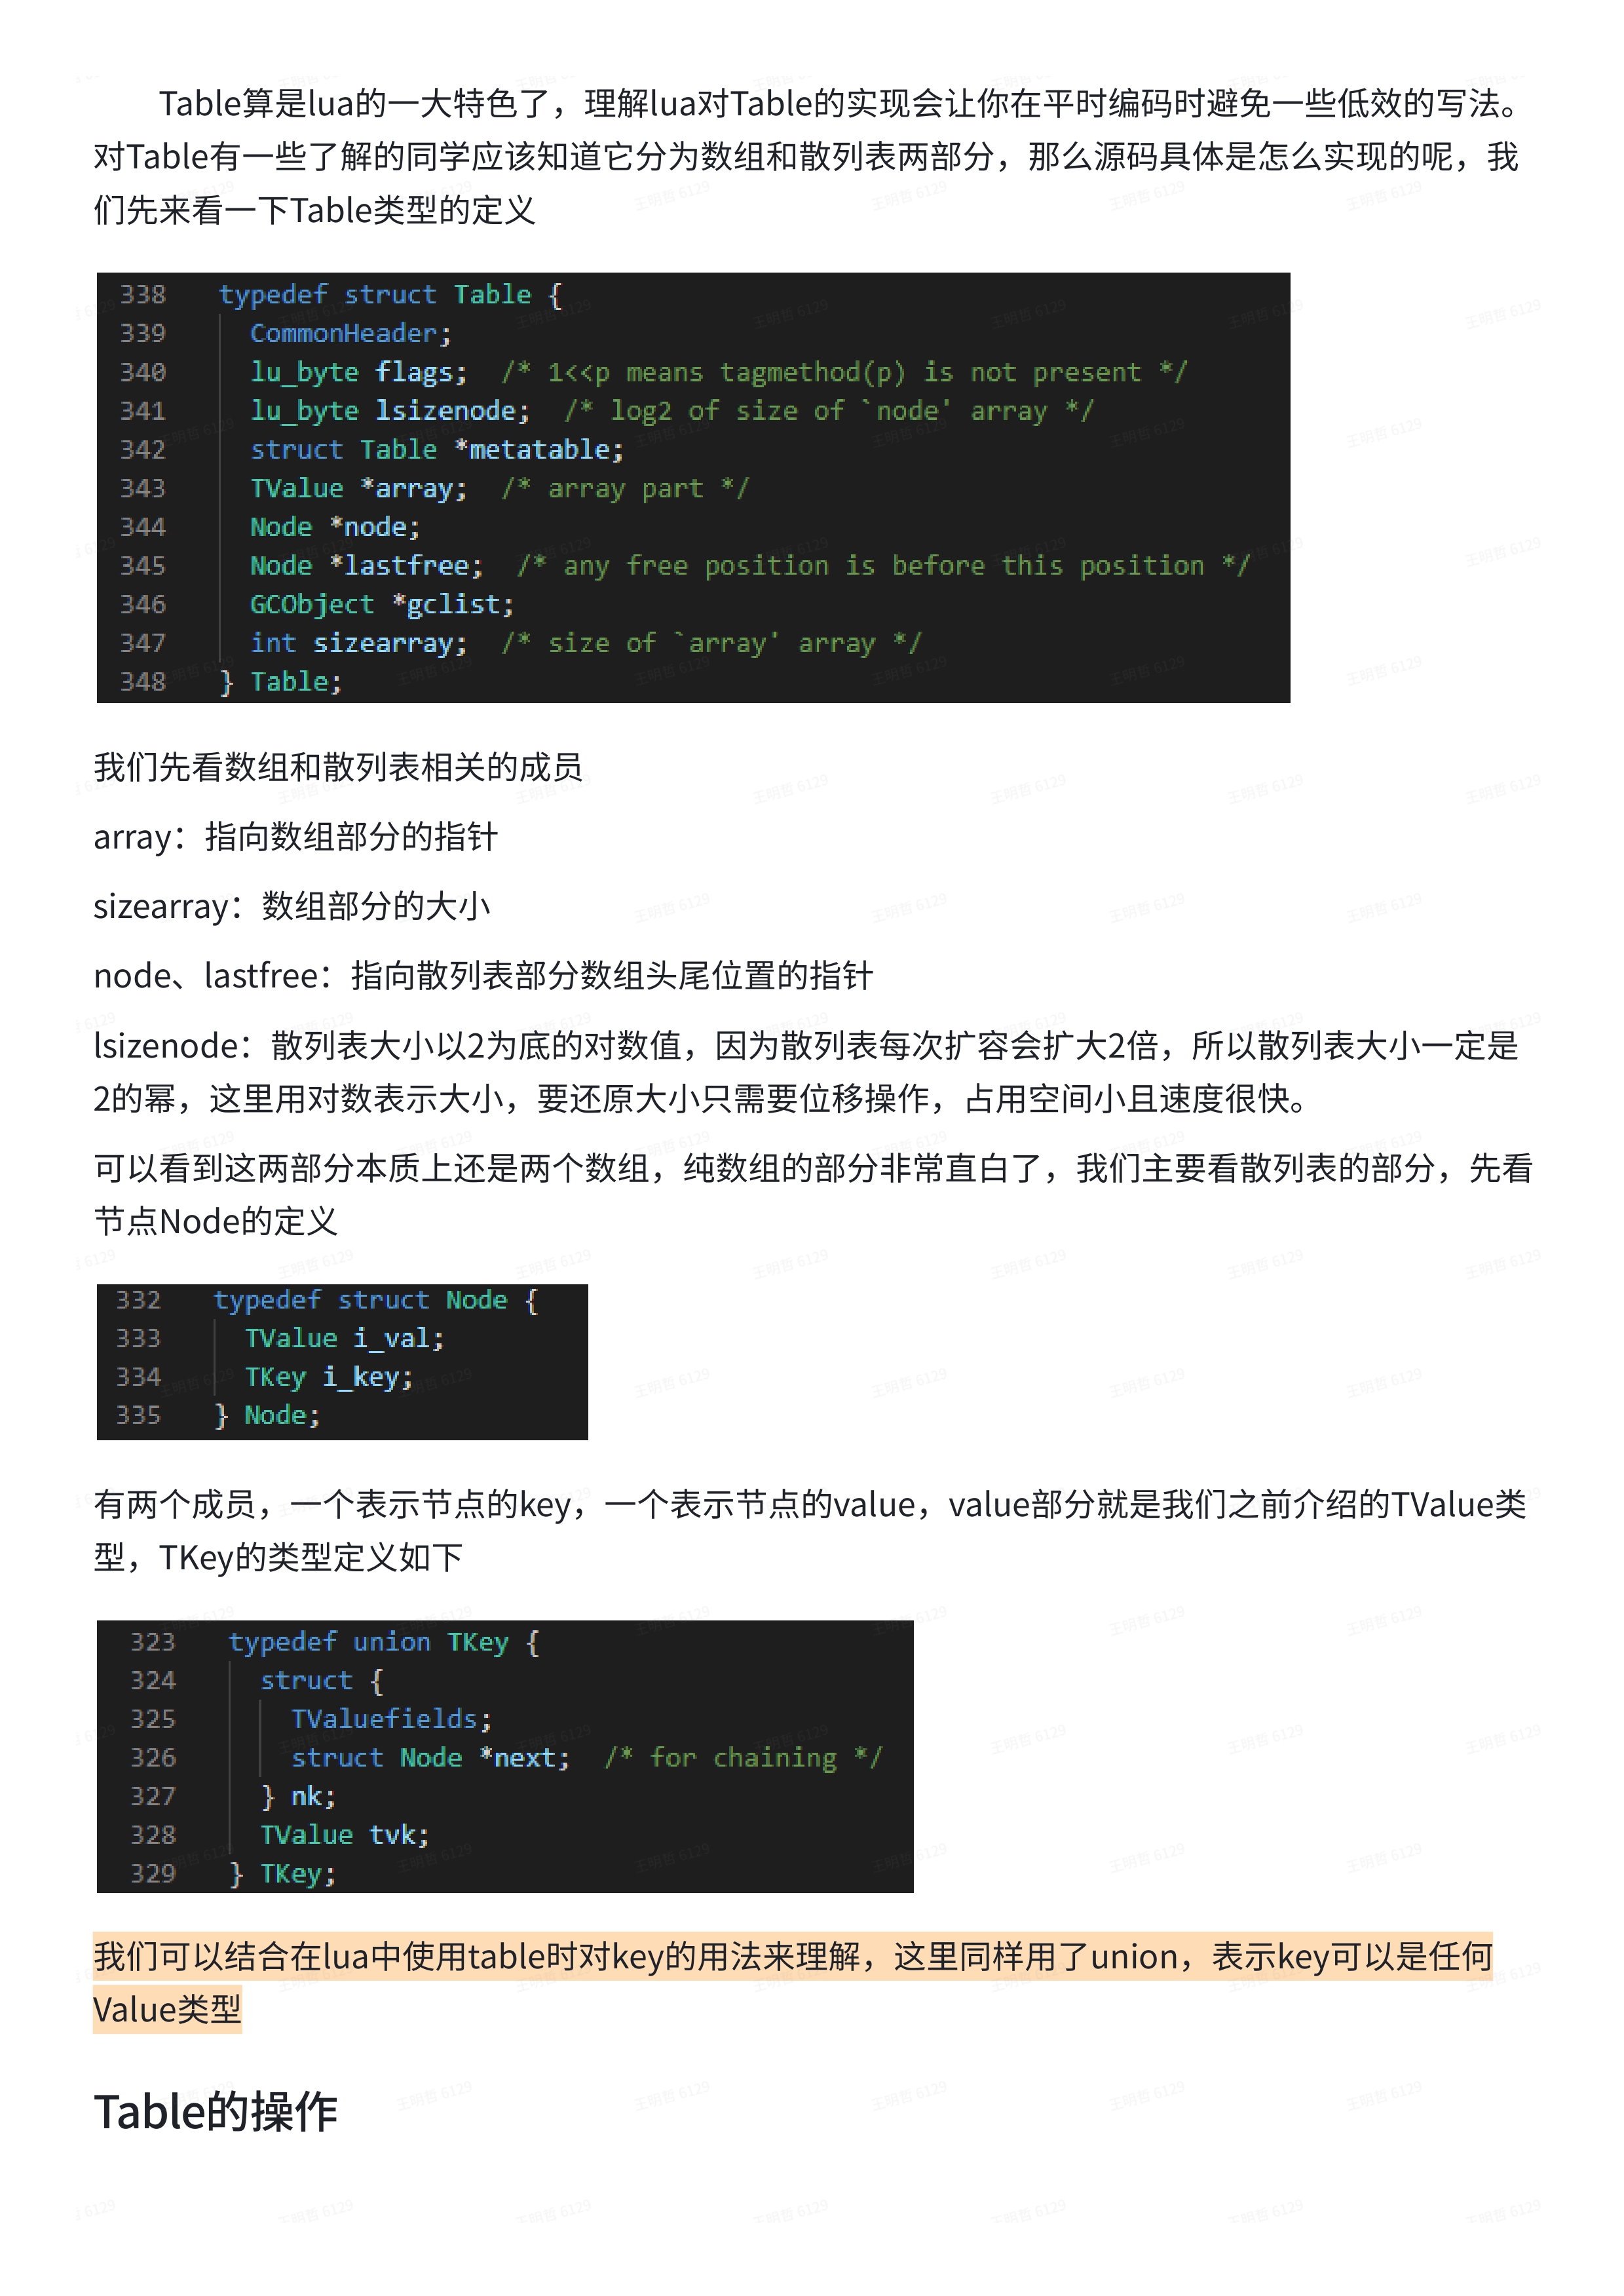 Table算是lua的一大特色了，理解lua对Table的实现会让你在平时编码时避免一些低效的写法。
对Table有一些了解的同学应该知道它分为数组和散列表两部分，那么源码具体是怎么实现的呢，我
们先来看一下Table类型的定义
338 typedef struct Table {
339 CommonHeader;
340 lu_byte flags; /* 1<<p means tagmethod(p) is not present */
341 lu_byte lsizenode; /* log2 of size of `node' array */
342 struct Table *metatable;
343 TValue *array; /* array part */
344 Node *node;
345 Node *lastfree; /* any free position is before this position */
346 GCObject *gclist;
347 int sizearray; /* size of `array' array */
348 } Table;
我们先看数组和散列表相关的成员
array：指向数组部分的指针
sizearray：数组部分的大小
node、lastfree：指向散列表部分数组头尾位置的指针
lsizenode：散列表大小以2为底的对数值，因为散列表每次扩容会扩大2倍，所以散列表大小一定是
2的幂，这里用对数表示大小，要还原大小只需要位移操作，占用空间小且速度很快。
可以看到这两部分本质上还是两个数组，纯数组的部分非常直白了，我们主要看散列表的部分，先看
节点Node的定义
332 typedef struct Node {
333 TValue i_val;
334 TKey i_key;
335 } Node;
有两个成员，一个表示节点的key，一个表示节点的value，value部分就是我们之前介绍的TValue类
型，TKey的类型定义如下
323 typedef union TKey {
324 struct {
325 TValuefields;
326 struct Node *next; /* for chaining */
327 } nk;
328 TValue tvk;
329 } TKey;
我们可以结合在lua中使用table时对key的用法来理解，这里同样用了union，表示key可以是任何
Value类型
Table的操作
王明哲 6129